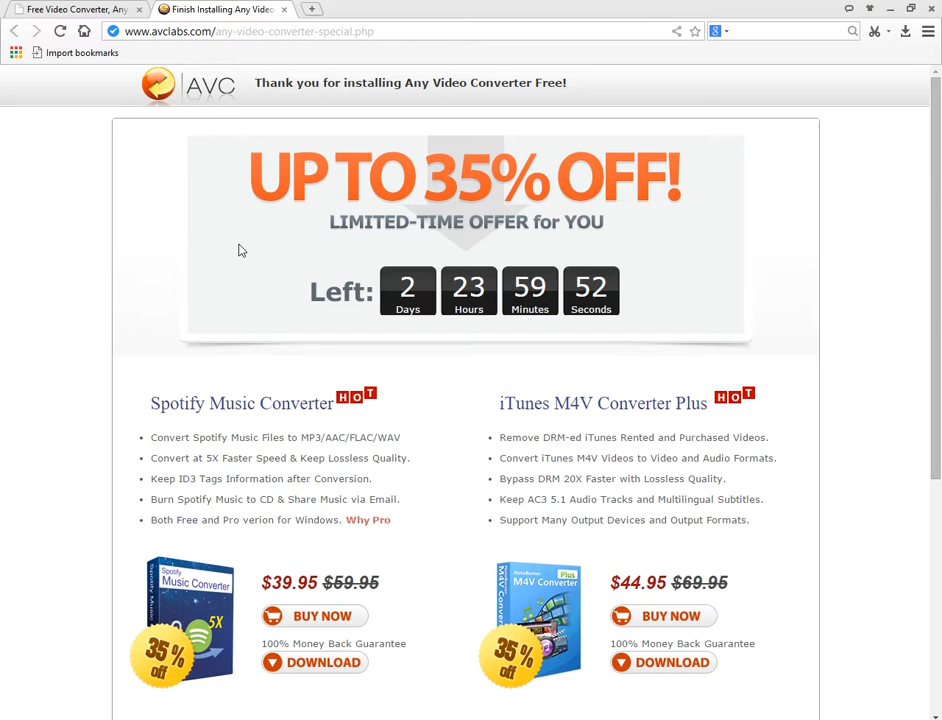 Free Video Converter, Any
Finish Installing Any Video
www.avclabs.com/any-video-converter-special.php
Import bookmarks
AVC
Thank you for installing Any Video Converter Free!
UP TO 35% OFF!
LIMITED-TIME OFFER for YOU
Left: 2 23 59 52
Days Hours Minutes Seconds
Spotify Music Converter HOT
• Convert Spotify Music Files to MP3/AAC/FLAC/WAV
• Convert at 5X Faster Speed & Keep Lossless Quality.
• Keep ID3 Tags Information after Conversion.
• Burn Spotify Music to CD & Share Music via Email.
• Both Free and Pro verion for Windows. Why Pro
Spotify
Music Converter
5X
35%
off
$39.95 $59.95
BUY NOW
100% Money Back Guarantee
DOWNLOAD
iTunes M4V Converter Plus HOT
• Remove DRM-ed iTunes Rented and Purchased Videos.
• Convert iTunes M4V Videos to Video and Audio Formats.
• Bypass DRM 20X Faster with Lossless Quality.
• Keep AC3 5.1 Audio Tracks and Multilingual Subtitles.
• Support Many Output Devices and Output Formats.
NoteBurner Plus
M4V Converter
35%
off
$44.95 $69.95
BUY NOW
100% Money Back Guarantee
DOWNLOAD